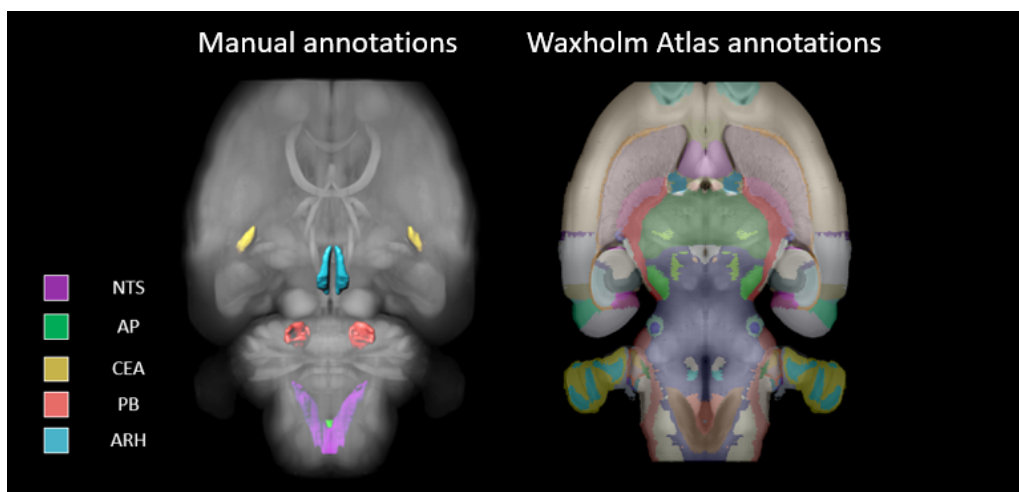 Manual annotations
Waxholm Atlas annotations
NTS
AP
CEA
PB
ARH